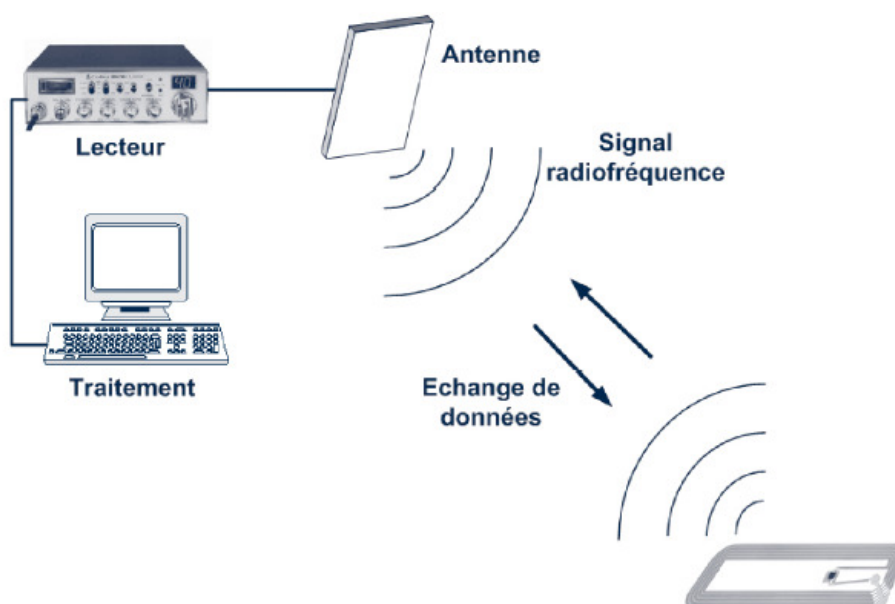 Antenne
Lecteur
Signal
radiofréquence
Traitement
Echange de
données